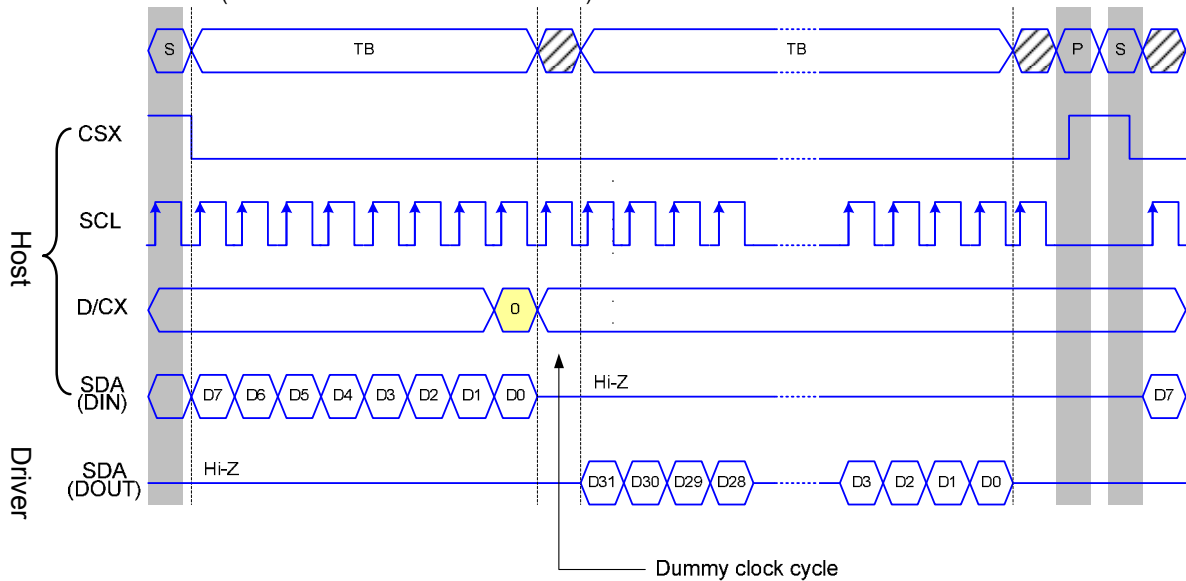 S TB TB P S
CSX
SCL
D/CX 0
SDA
(DIN) D7 D6 D5 D4 D3 D2 D1 D0 Hi-Z D7
SDA
(DOUT) Hi-Z D31 D30 D29 D28 D3 D2 D1 D0
Host
Driver
Dummy clock cycle